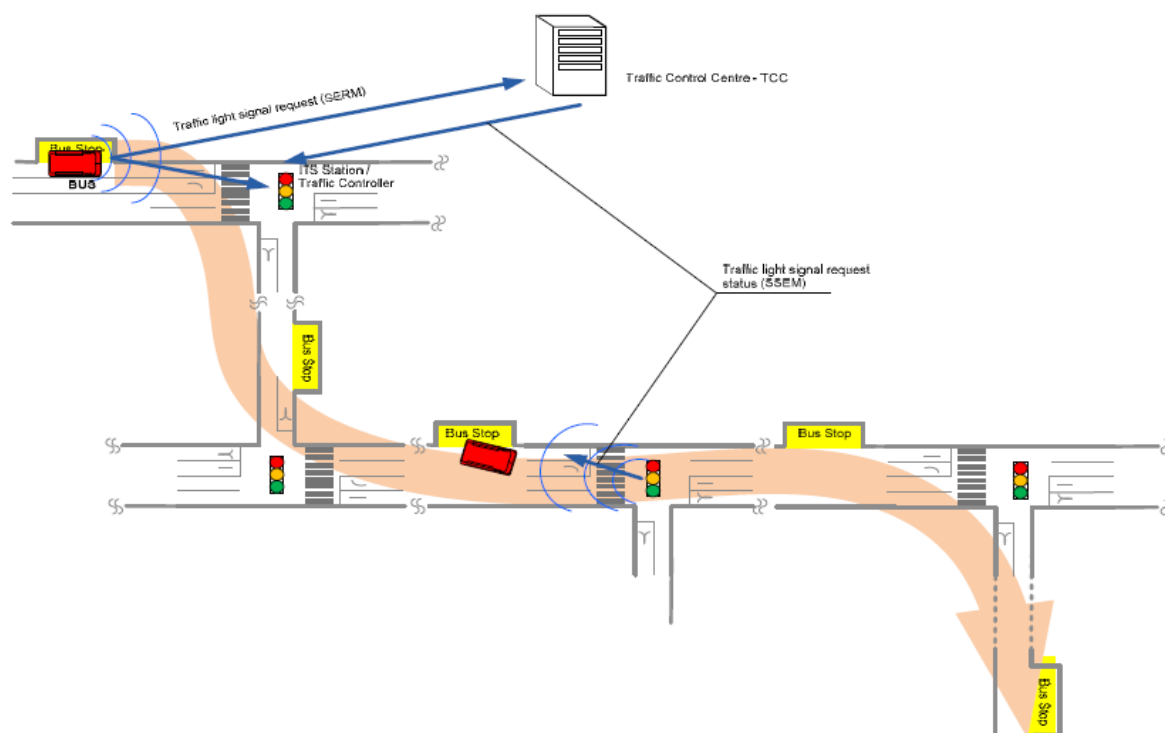 Traffic Control Centre - TCC
Traffic light signal request (SERM)
Bus Stop
BUS
ITS Station /
Traffic Controller
Traffic light signal request
status (SSEM)
Bus Stop
Bus Stop
Bus Stop
Bus Stop